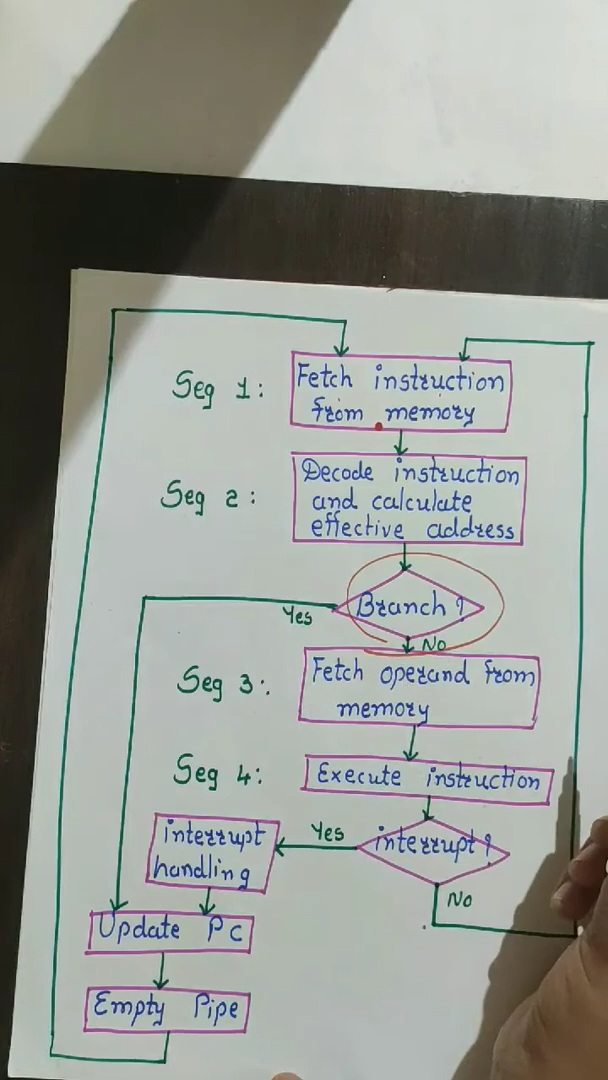 Seg 1:
Fetch instruction
from memory
Seg 2:
Decode instruction
and calculate
effective address
Branch?
Yes
No
Seg 3:
Fetch operand from
memory
Seg 4:
Execute instruction
interrupt?
Yes
interrupt
handling
No
Update PC
Empty Pipe